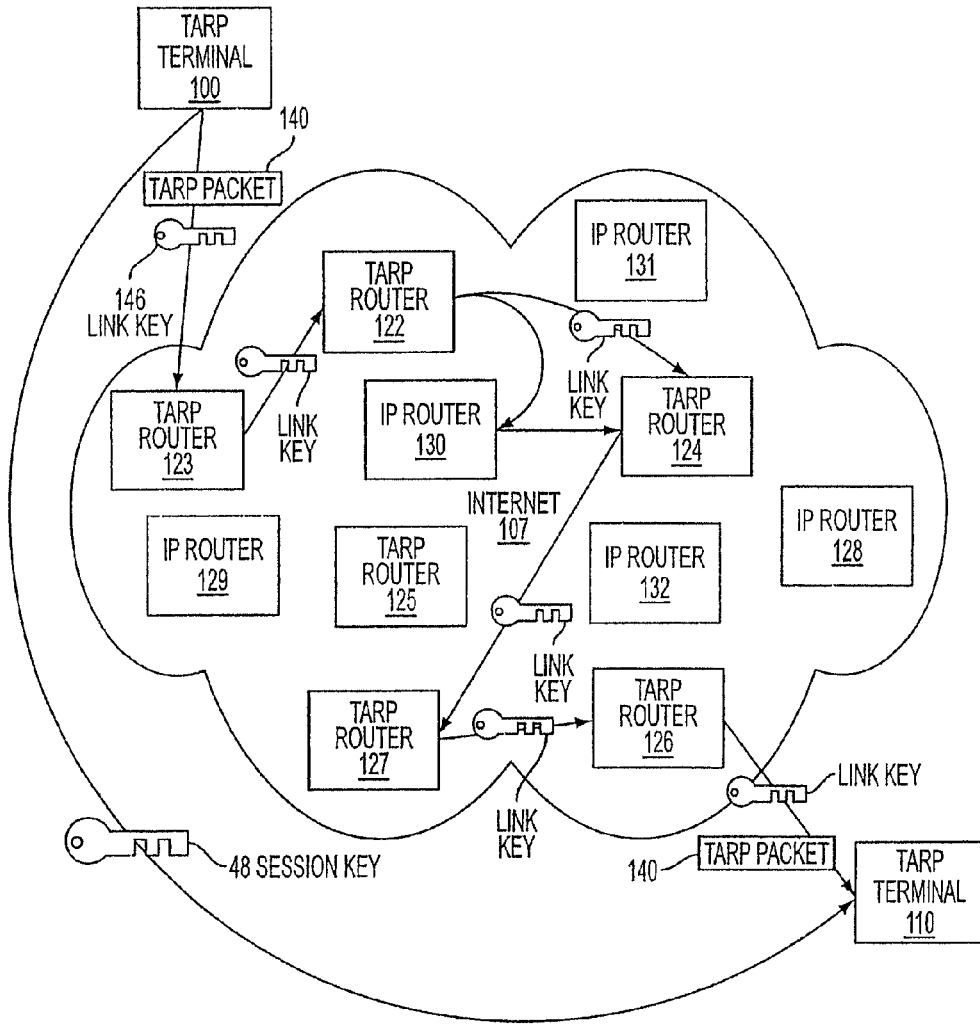 TARP
TERMINAL
100
140
TARP PACKET
146
LINK KEY
TARP
ROUTER
122
IP ROUTER
131
LINK
KEY
LINK
KEY
TARP
ROUTER
123
IP ROUTER
130
TARP
ROUTER
124
INTERNET
107
IP ROUTER
129
TARP
ROUTER
125
IP ROUTER
132
IP ROUTER
128
LINK
KEY
TARP
ROUTER
127
TARP
ROUTER
126
LINK
KEY
LINK KEY
48 SESSION KEY
140
TARP PACKET
TARP
TERMINAL
110